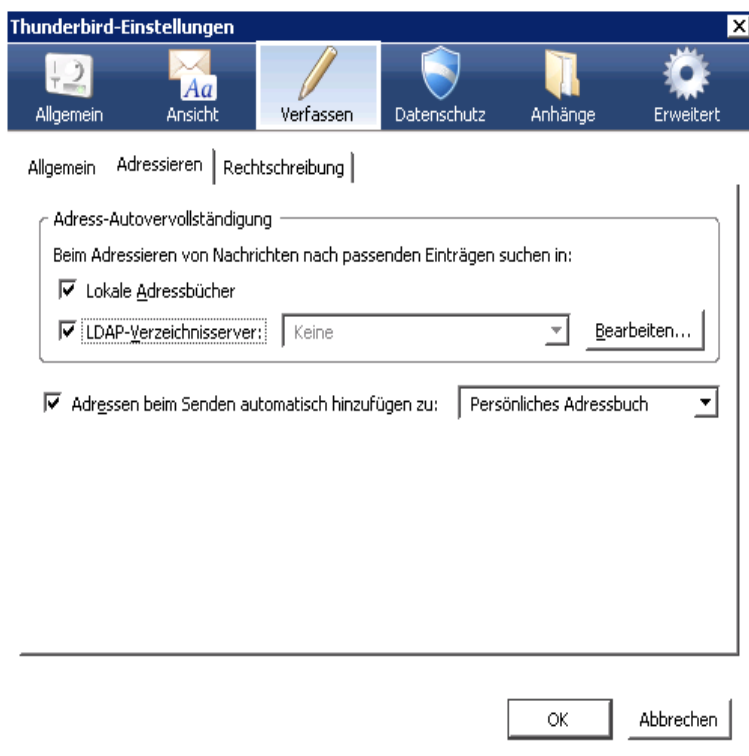 Thunderbird-Einstellungen
Allgemein Ansicht Verfassen Datenschutz Anhänge Erweitert
Aa
Allgemein Adressieren Rechtschreibung
Adress-Autovervollständigung
Beim Adressieren von Nachrichten nach passenden Einträgen suchen in:
Lokale Adressbücher
LDAP-Verzeichnisserver: Keine Bearbeiten...
Adressen beim Senden automatisch hinzufügen zu: Persönliches Adressbuch
OK Abbrechen